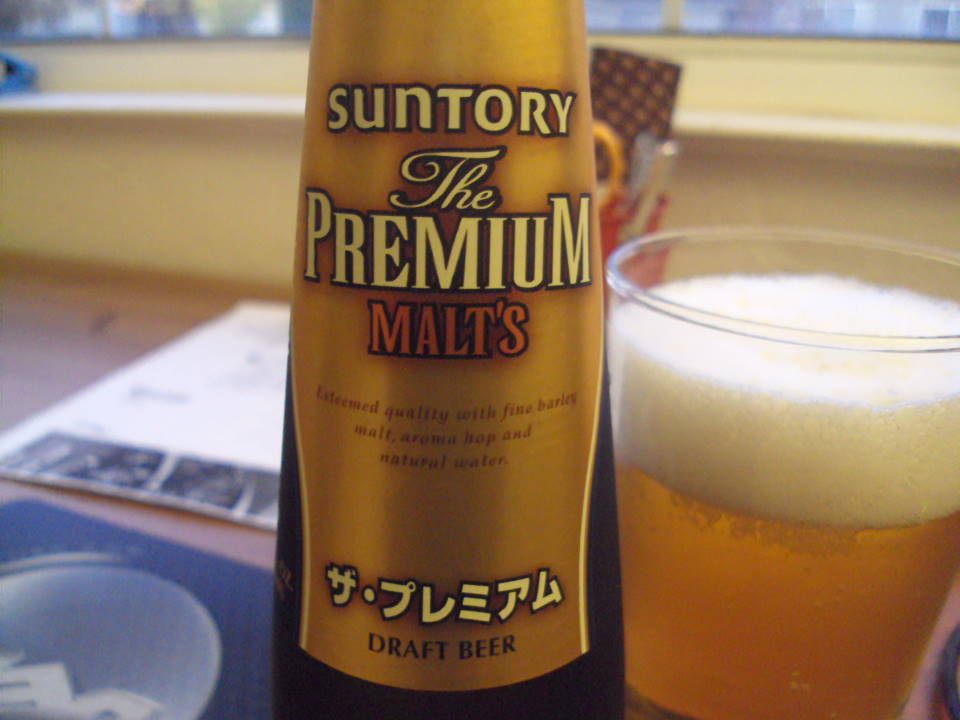 SUNTORY
The
PREMIUM
MALT'S
Esteemed quality with fine barley
malt, aroma hop and
natural water.
ザ・プレミアム
DRAFT BEER